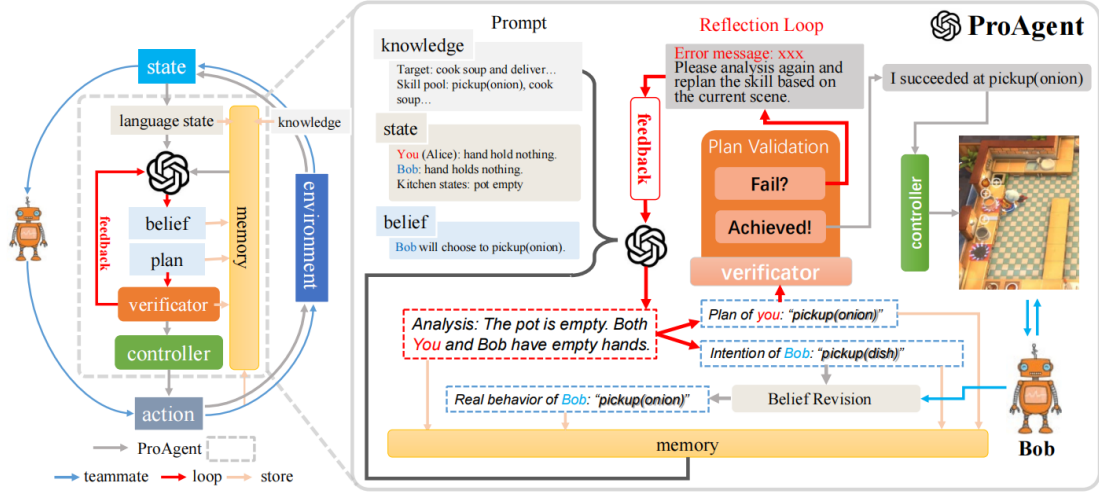 state
language state
knowledge
feedback
belief
plan
verificator
controller
action
memory
environment
ProAgent
teammate
loop
store
Prompt
knowledge
Target: cook soup and deliver…
Skill pool: pickup(onion), cook
soup…
state
You (Alice): hand hold nothing.
Bob: hand holds nothing.
Kitchen states: pot empty
belief
Bob will choose to pickup(onion).
Reflection Loop
Error message: xxx
Please analysis again and
replan the skill based on
the current scene.
feedback
Plan Validation
Fail?
Achieved!
verificator
ProAgent
I succeeded at pickup(onion)
controller
Analysis: The pot is empty. Both
You and Bob have empty hands.
Plan of you: “pickup(onion)”
Intention of Bob: “pickup(dish)”
Belief Revision
Real behavior of Bob: “pickup(onion)”
memory
Bob